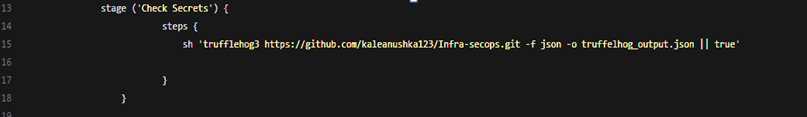 13 stage ('Check Secrets') {
14 steps {
15 sh 'trufflehog3 https://github.com/kaleanushka123/Infra-secops.git -f json -o truffelhog_output.json || true'
16
17 }
18 }
19